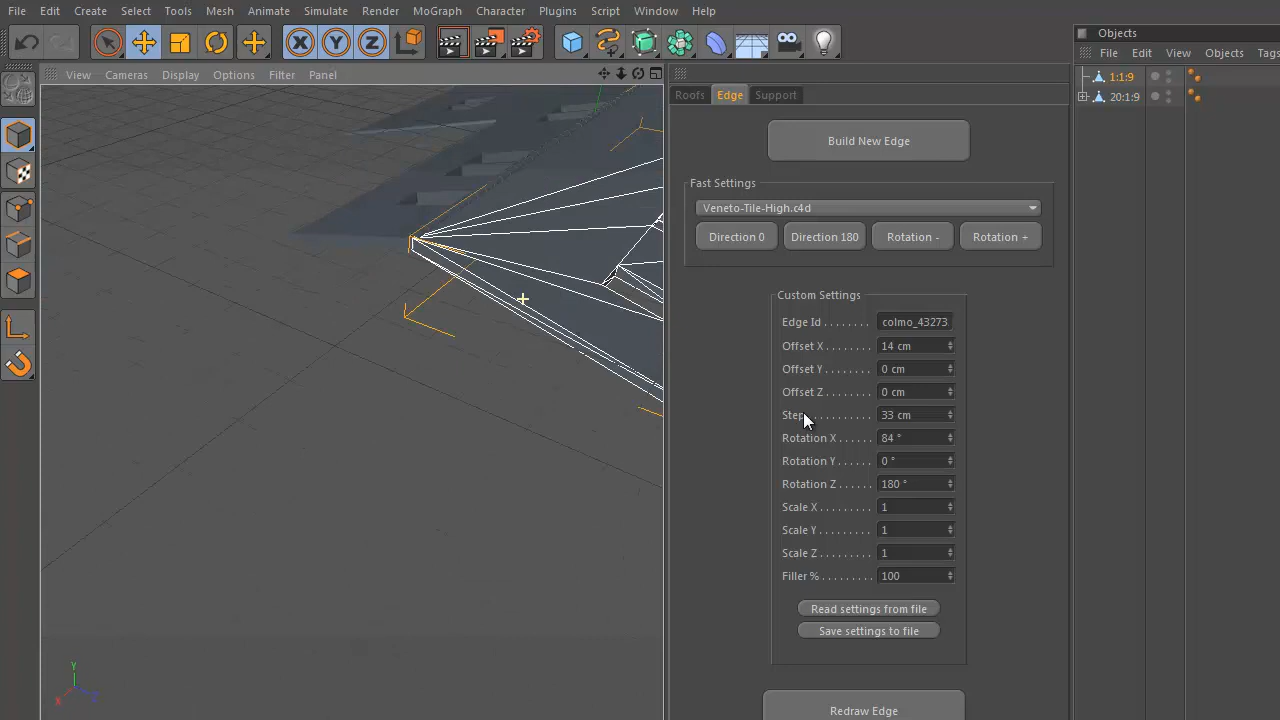 File Edit Create Select Tools Mesh Animate Simulate Render MoGraph Character Plugins Script Window Help
Objects
File Edit View Objects Tags
View Cameras Display Options Filter Panel
1:1:9
20:1:9
Roofs Edge Support
Build New Edge
Fast Settings
Veneto-Tile-High.c4d
Direction 0 Direction 180 Rotation - Rotation +
Custom Settings
Edge Id . . . . . . . . colmo_43273
Offset X . . . . . . . . 14 cm
Offset Y . . . . . . . . 0 cm
Offset Z . . . . . . . . 0 cm
Step . . . . . . . . . . 33 cm
Rotation X . . . . . . 84 °
Rotation Y . . . . . . 0 °
Rotation Z . . . . . . 180 °
Scale X . . . . . . . . . 1
Scale Y . . . . . . . . . 1
Scale Z . . . . . . . . . 1
Filler % . . . . . . . . . 100
Read settings from file
Save settings to file
Redraw Edge
X Y Z
Y
X Z